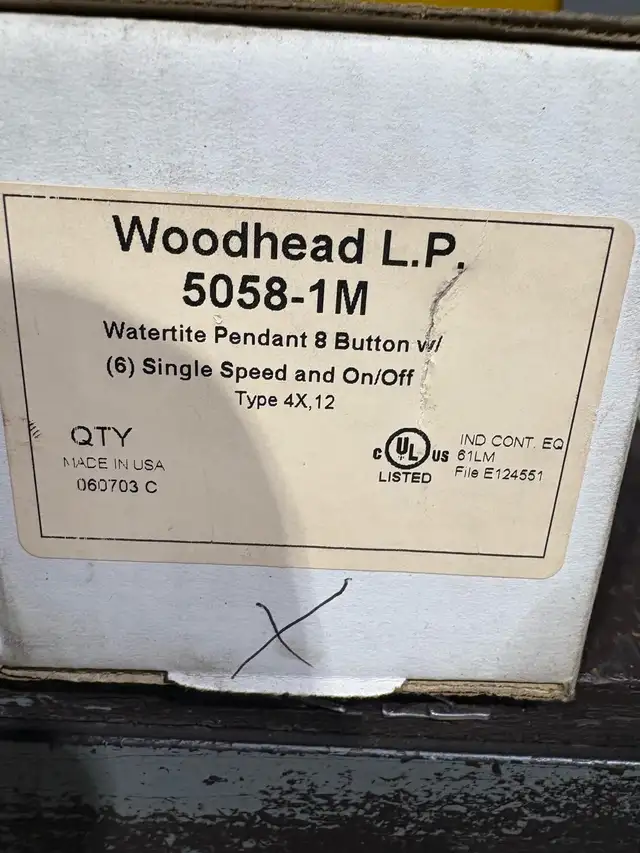 Woodhead L.P.
5058-1M
Watertite Pendant 8 Button w/
(6) Single Speed and On/Off
Type 4X,12
QTY
MADE IN USA
060703 C
C UL US
LISTED
IND CONT. EQ
61LM
File E124551
X